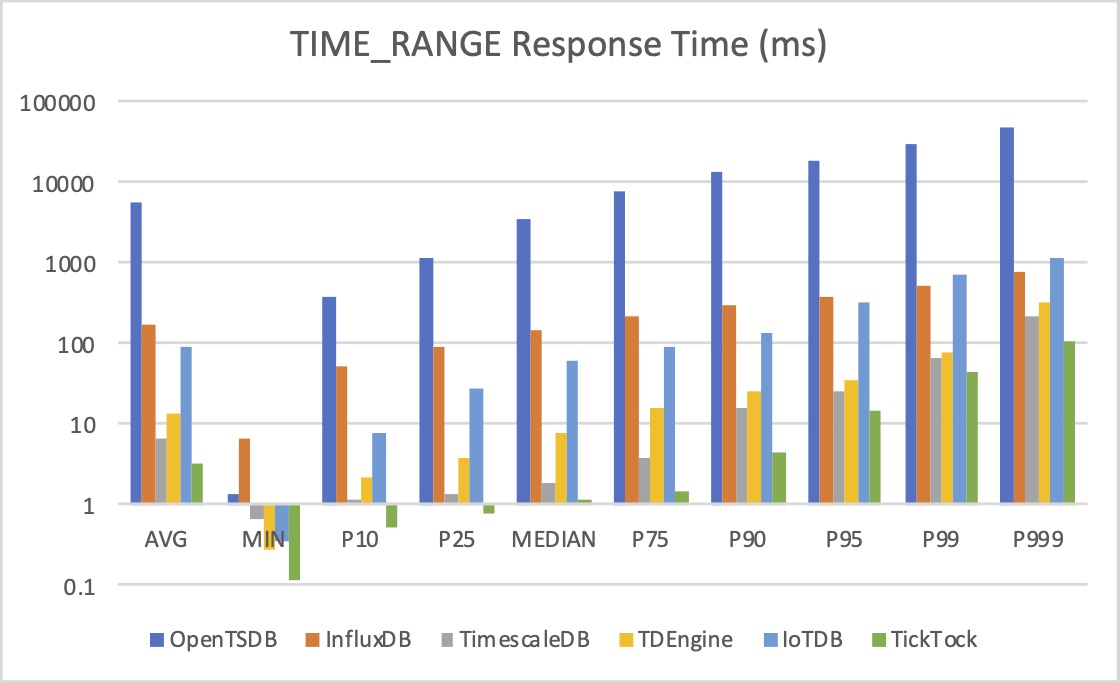 TIME_RANGE Response Time (ms)
100000
10000
1000
100
10
1
0.1
AVG MIN P10 P25 MEDIAN P75 P90 P95 P99 P999
OpenTSDB InfluxDB TimescaleDB TDEngine IoTDB TickTock